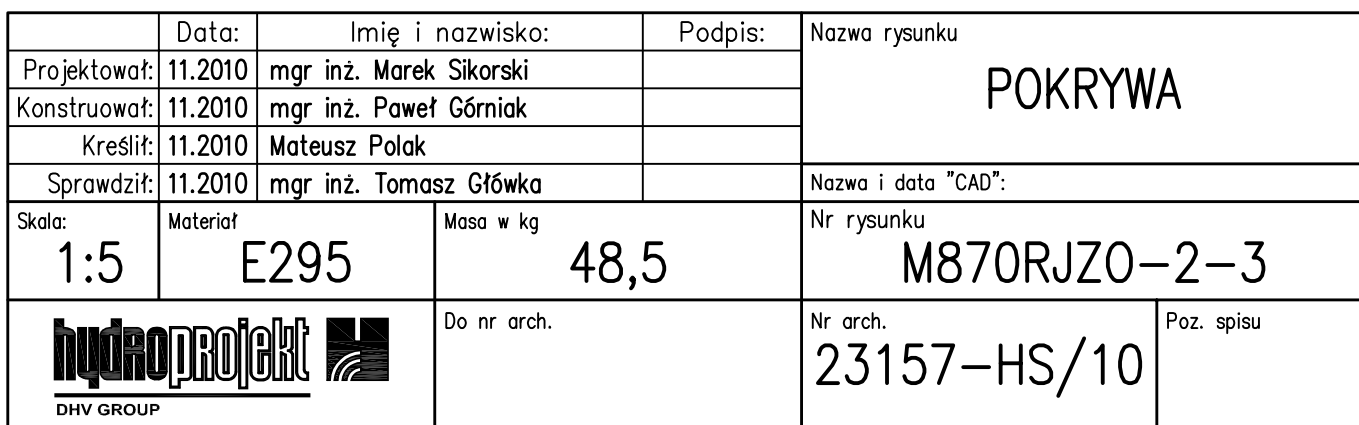 Data: Imię i nazwisko: Podpis:
Projektował: 11.2010 mgr inż. Marek Sikorski
Konstruował: 11.2010 mgr inż. Paweł Górniak
Kreślił: 11.2010 Mateusz Polak
Sprawdził: 11.2010 mgr inż. Tomasz Główka
Nazwa rysunku
POKRYWA
Nazwa i data "CAD":
Skala:
1:5
Materiał
E295
Masa w kg
48,5
Nr rysunku
M870RJZO-2-3
hydroprojekt
DHV GROUP
Do nr arch.
Nr arch.
23157-HS/10
Poz. spisu